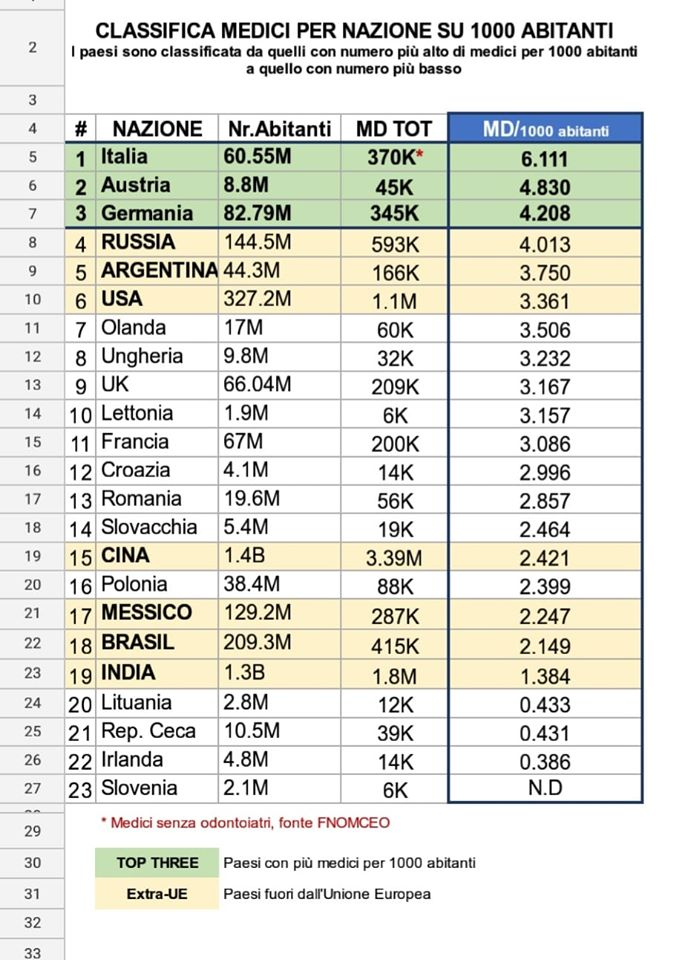 2 CLASSIFICA MEDICI PER NAZIONE SU 1000 ABITANTI
I paesi sono classificata da quelli con numero più alto di medici per 1000 abitanti
a quello con numero più basso
3
4 # NAZIONE Nr.Abitanti MD TOT MD/1000 abitanti
5 1 Italia 60.55M 370K* 6.111
6 2 Austria 8.8M 45K 4.830
7 3 Germania 82.79M 345K 4.208
8 4 RUSSIA 144.5M 593K 4.013
9 5 ARGENTINA 44.3M 166K 3.750
10 6 USA 327.2M 1.1M 3.361
11 7 Olanda 17M 60K 3.506
12 8 Ungheria 9.8M 32K 3.232
13 9 UK 66.04M 209K 3.167
14 10 Lettonia 1.9M 6K 3.157
15 11 Francia 67M 200K 3.086
16 12 Croazia 4.1M 14K 2.996
17 13 Romania 19.6M 56K 2.857
18 14 Slovacchia 5.4M 19K 2.464
19 15 CINA 1.4B 3.39M 2.421
20 16 Polonia 38.4M 88K 2.399
21 17 MESSICO 129.2M 287K 2.247
22 18 BRASIL 209.3M 415K 2.149
23 19 INDIA 1.3B 1.8M 1.384
24 20 Lituania 2.8M 12K 0.433
25 21 Rep. Ceca 10.5M 39K 0.431
26 22 Irlanda 4.8M 14K 0.386
27 23 Slovenia 2.1M 6K N.D
29 * Medici senza odontoiatri, fonte FNOMCEO
30 TOP THREE Paesi con più medici per 1000 abitanti
31 Extra-UE Paesi fuori dall'Unione Europea
32
33